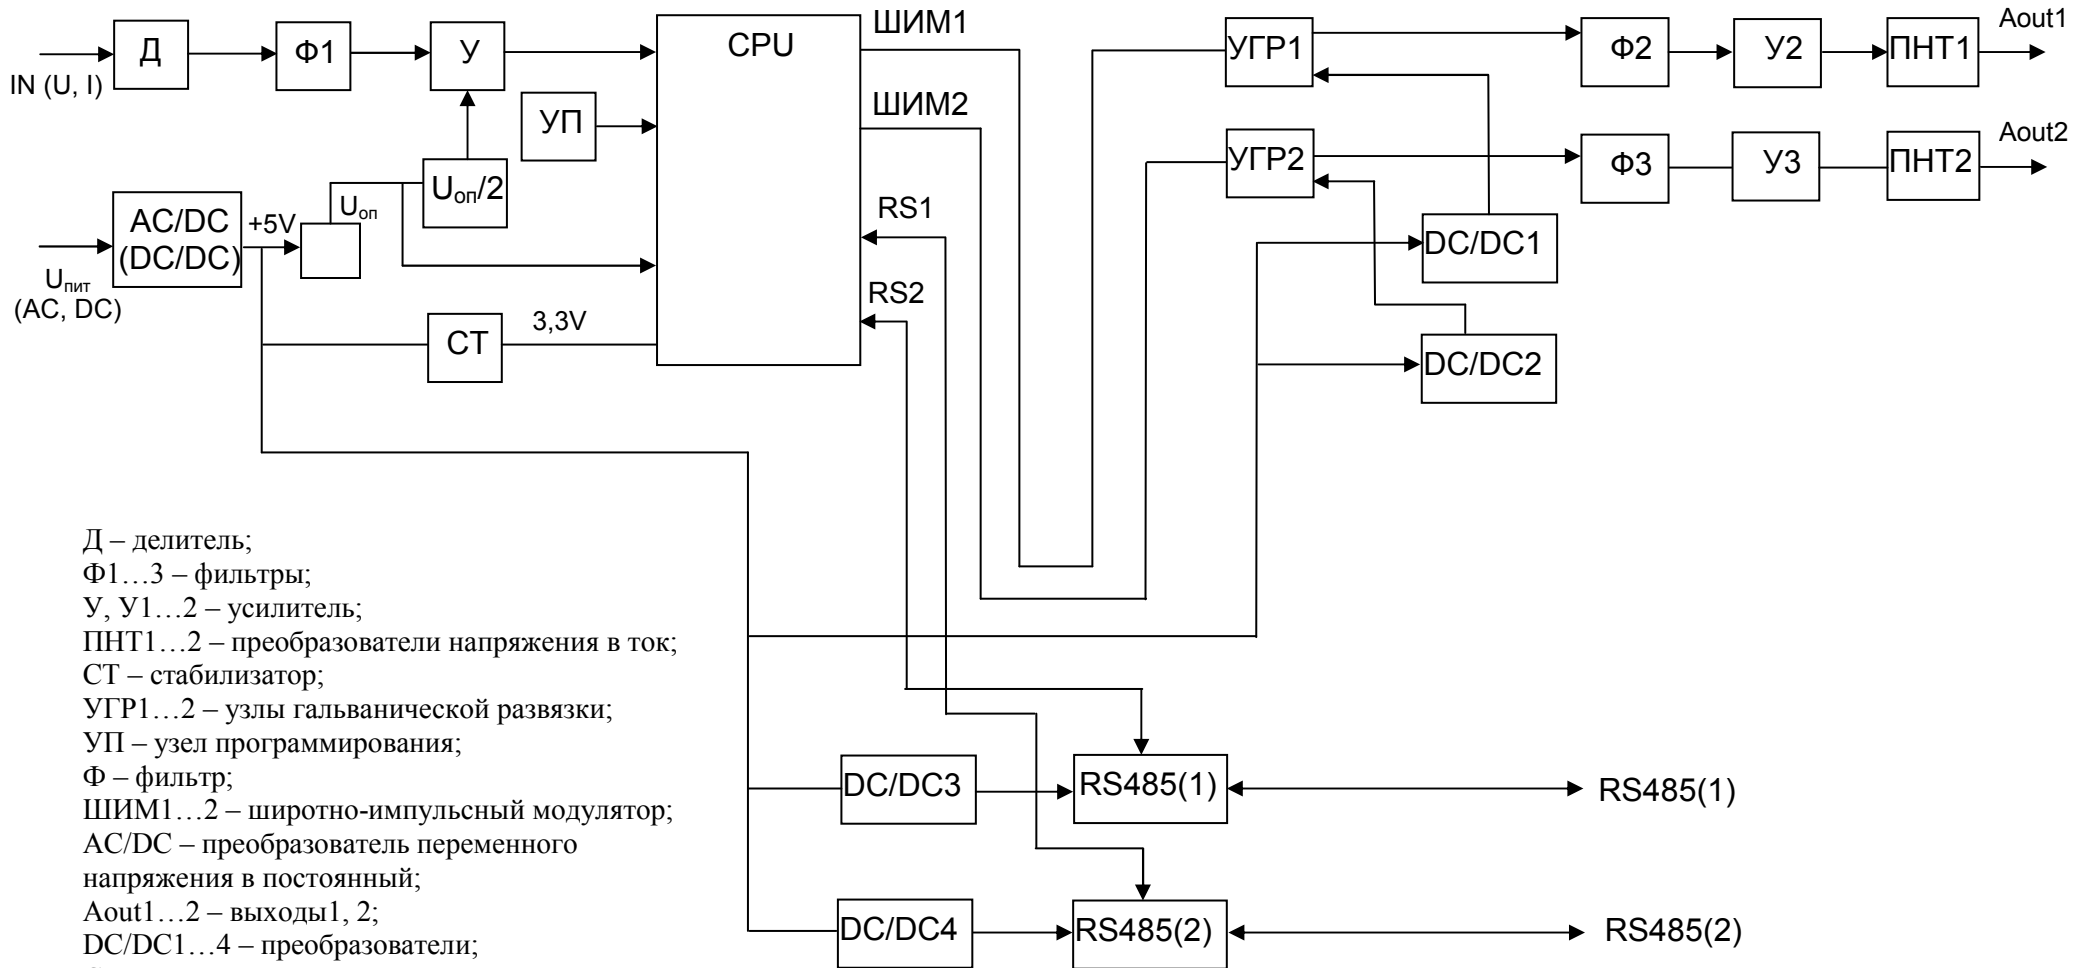 IN (U, I)
Д
Ф1
У
CPU
ШИМ1
УГР1
Ф2
У2
ПНТ1
Aout1
УП
ШИМ2
УГР2
Ф3
У3
ПНТ2
Aout2
Uпит
(AC, DC)
AC/DC
(DC/DC)
+5V
Uоп
Uоп/2
RS1
RS2
DC/DC1
DC/DC2
СТ
3,3V
Д – делитель;
Ф1…3 – фильтры;
У, У1…2 – усилитель;
ПНТ1…2 – преобразователи напряжения в ток;
СТ – стабилизатор;
УГР1…2 – узлы гальванической развязки;
УП – узел программирования;
Ф – фильтр;
ШИМ1…2 – широтно-импульсный модулятор;
AC/DC – преобразователь переменного
напряжения в постоянный;
Aout1…2 – выходы1, 2;
DC/DC1…4 – преобразователи;
DC/DC3
RS485(1)
RS485(1)
DC/DC4
RS485(2)
RS485(2)